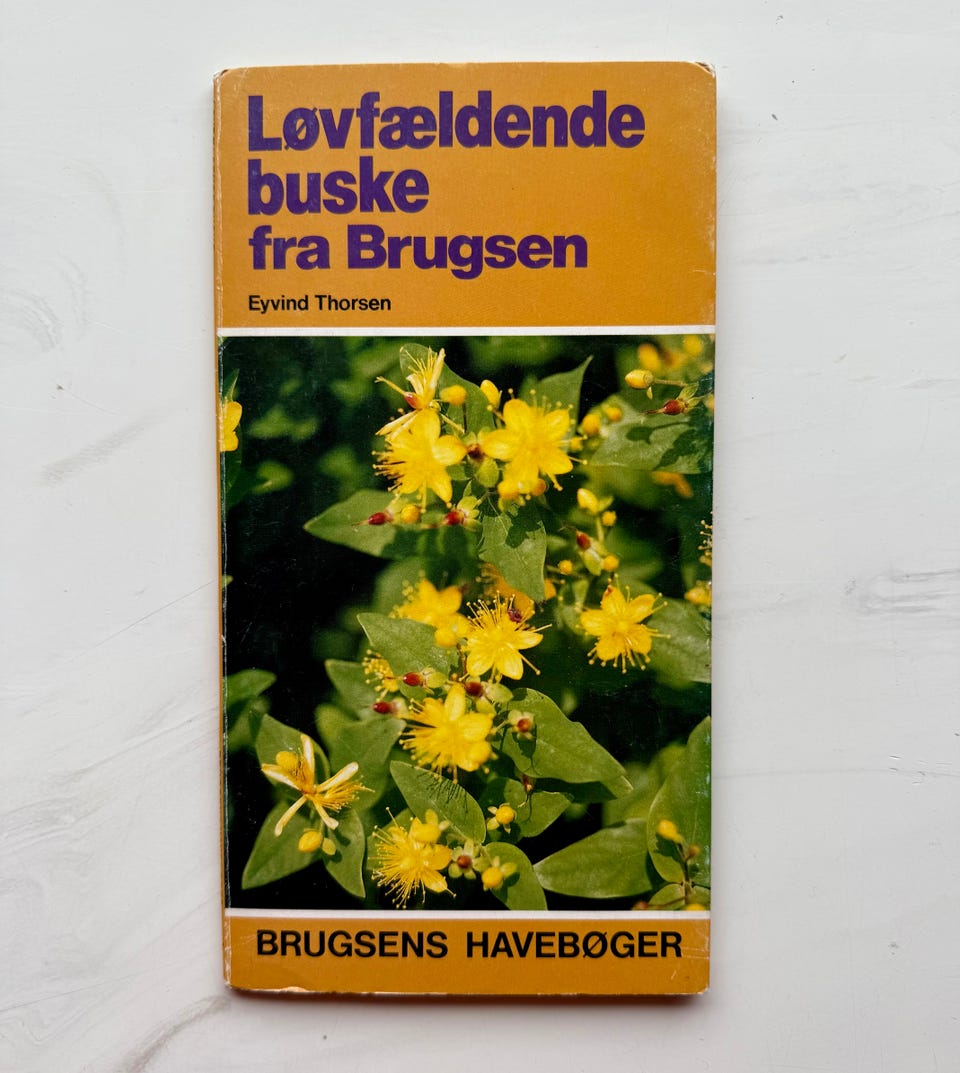 Løvfældende
buske
fra Brugsen
Eyvind Thorsen
BRUGSENS HAVEBØGER